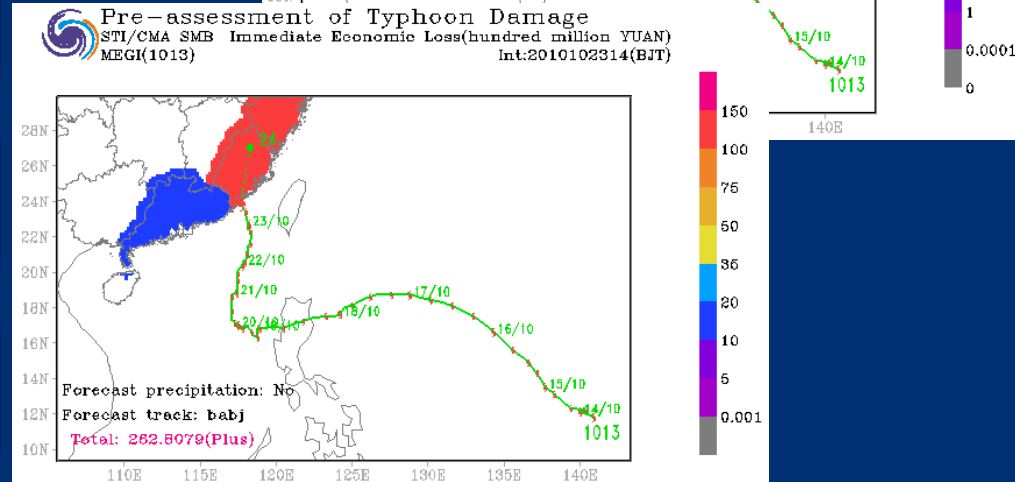 Pre-assessment of Typhoon Damage
STI/CMA SMB Immediate Economic Loss(hundred million YUAN)
MEGI(1013) Int:2010102314(BJT)
15/10
14/10
1013
140E
1
0.0001
0
28N
26N
24N
22N
20N
18N
16N
14N
12N
10N
24
23/10
22/10
21/10
20/10
18/10
17/10
16/10
15/10
14/10
1013
Forecast precipitation: No
Forecast track: babj
Total: 262.8079(Plus)
110E 115E 120E 125E 130E 135E 140E
150
100
75
50
35
20
10
5
0.001